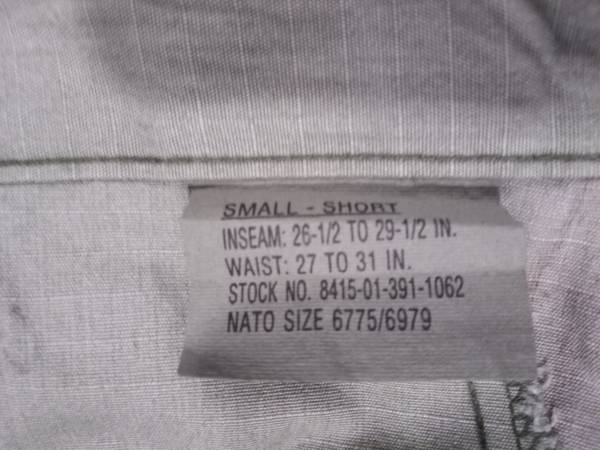 SMALL - SHORT
INSEAM: 26-1/2 TO 29-1/2 IN.
WAIST: 27 TO 31 IN.
STOCK NO. 8415-01-391-1062
NATO SIZE 6775/6979